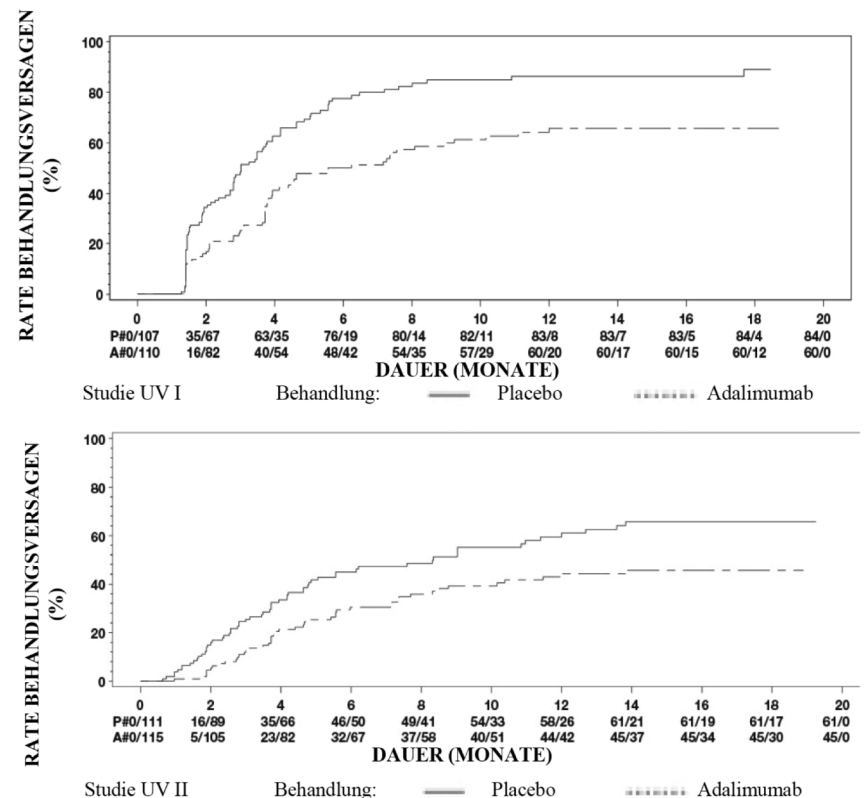 RATE BEHANDLUNGSVERSAGEN
(%)
100
80
60
40
20
0
0 2 4 6 8 10 12 14 16 18 20
P#0/107 35/67 63/35 76/19 80/14 82/11 83/8 83/7 83/5 84/4 84/0
A#0/110 16/82 40/54 48/42 54/35 57/29 60/20 60/17 60/15 60/12 60/0
DAUER (MONATE)
Studie UV I Behandlung: Placebo Adalimumab
RATE BEHANDLUNGSVERSAGEN
(%)
100
80
60
40
20
0
0 2 4 6 8 10 12 14 16 18 20
P#0/111 16/89 35/66 46/50 49/41 54/33 58/26 61/21 61/19 61/17 61/0
A#0/115 5/105 23/82 32/67 37/58 40/51 44/42 45/37 45/34 45/30 45/0
DAUER (MONATE)
Studie UV II Behandlung: Placebo Adalimumab